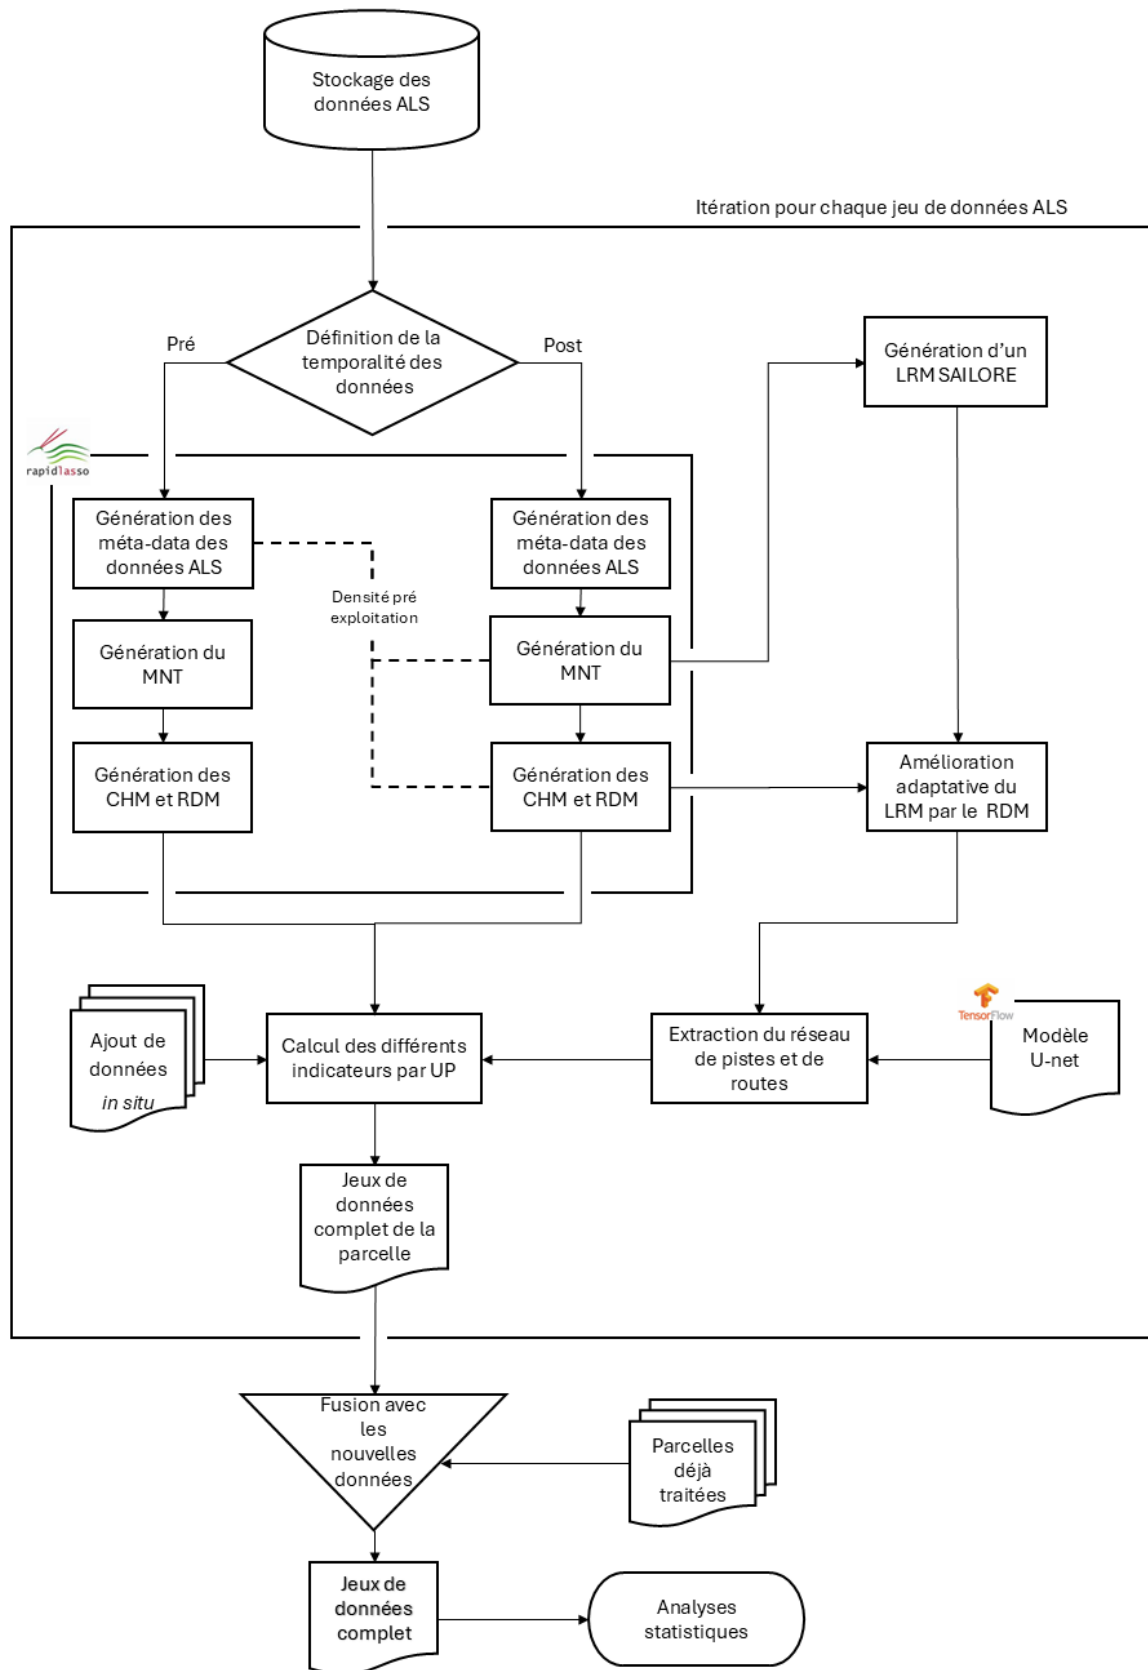 Stockage des
données ALS
Itération pour chaque jeu de données ALS
Pré
Définition de la
temporalité des
données
Post
Génération d'un
LRM SAILORE
rapidlasso
Génération des
méta-data des
données ALS
Génération des
méta-data des
données ALS
Densité pré
exploitation
Génération du
MNT
Génération du
MNT
Génération des
CHM et RDM
Génération des
CHM et RDM
Amélioration
adaptative du
LRM par le RDM
TensorFlow
Ajout de
données
in situ
Calcul des différents
indicateurs par UP
Extraction du réseau
de pistes et de
routes
Modèle
U-net
Jeux de
données
complet de la
parcelle
Fusion avec
les
nouvelles
données
Parcelles
déjà
traitées
Jeux de
données
complet
Analyses
statistiques